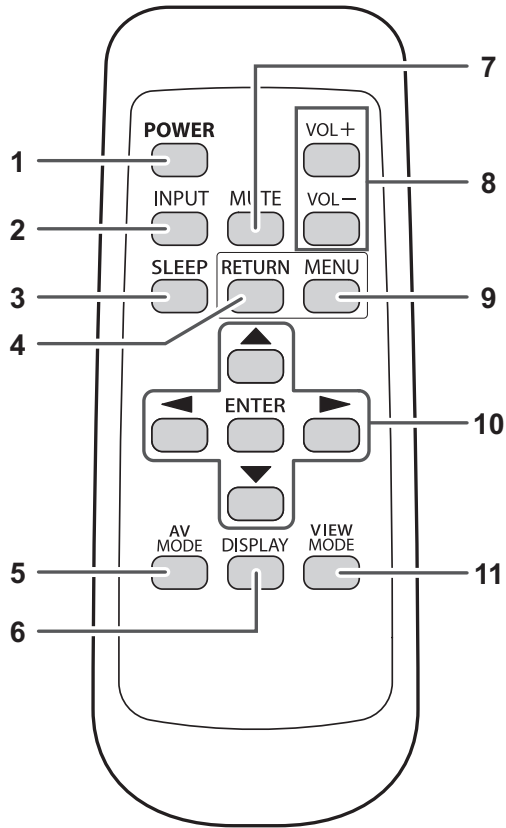 7
POWER
VOL+
1
8
INPUT
MUTE
VOL−
2
SLEEP
RETURN
MENU
3
9
4
ENTER
10
AV
MODE
DISPLAY
VIEW
MODE
5
11
6